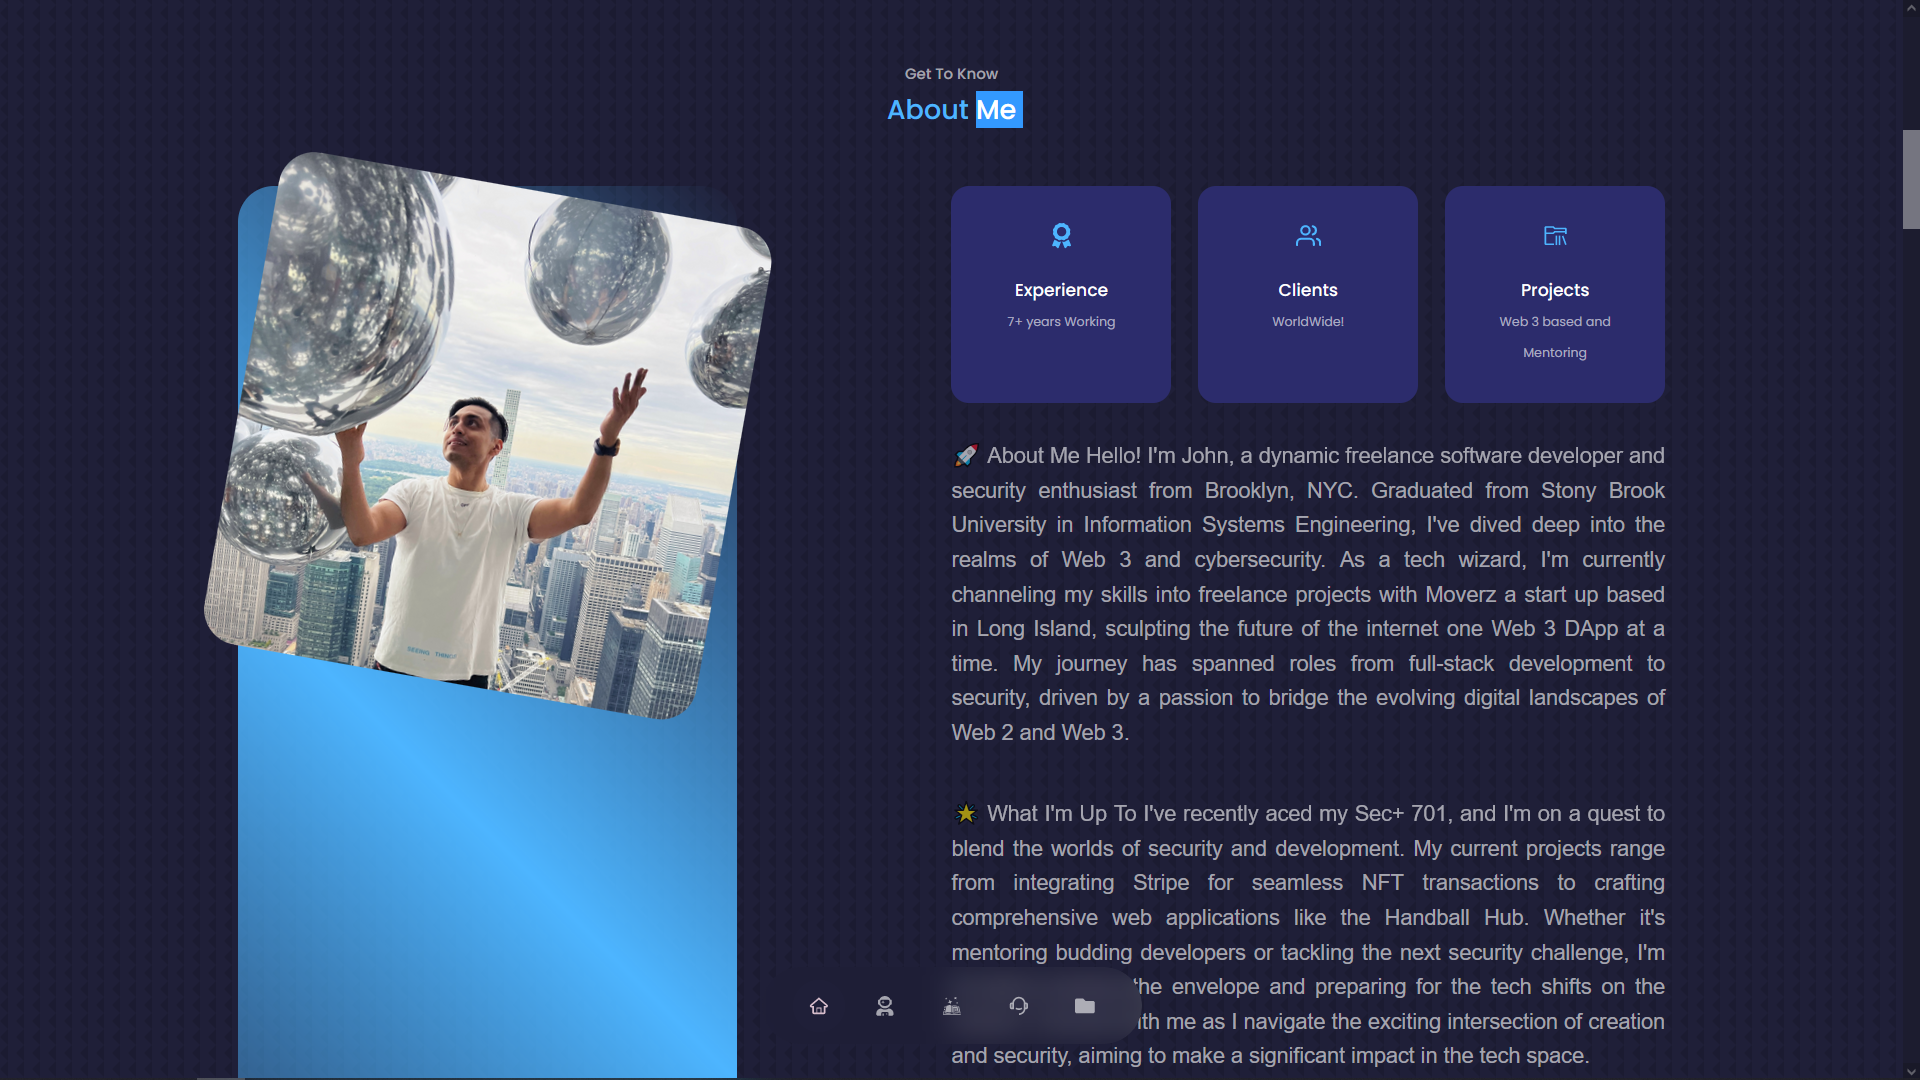 Get To Know
About Me
Experience
7+ years Working
Clients
WorldWide!
Projects
Web 3 based and
Mentoring
🚀 About Me Hello! I'm John, a dynamic freelance software developer and
security enthusiast from Brooklyn, NYC. Graduated from Stony Brook
University in Information Systems Engineering, I've dived deep into the
realms of Web 3 and cybersecurity. As a tech wizard, I'm currently
channeling my skills into freelance projects with Moverz a start up based
in Long Island, sculpting the future of the internet one Web 3 DApp at a
time. My journey has spanned roles from full-stack development to
security, driven by a passion to bridge the evolving digital landscapes of
Web 2 and Web 3.
🌟 What I'm Up To I've recently aced my Sec+ 701, and I'm on a quest to
blend the worlds of security and development. My current projects range
from integrating Stripe for seamless NFT transactions to crafting
comprehensive web applications like the Handball Hub. Whether it's
mentoring budding developers or tackling the next security challenge, I'm
the envelope and preparing for the tech shifts on the
me as I navigate the exciting intersection of creation
and security, aiming to make a significant impact in the tech space.
SEEING THINGS